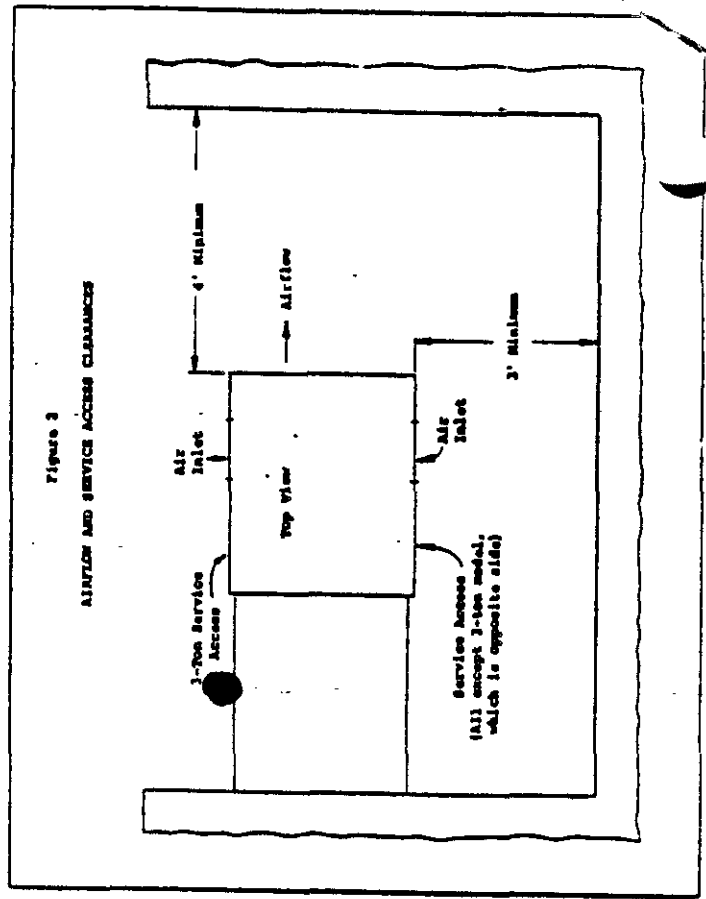 Figure
AIRFLOW AND SERVICE ACCESS CLEARANCES
4' Minimum
Air
Inlet
Airflow
3-Ton Service
Access
Top View
Air
Inlet
3' Minimum
Service Access
(All except 3-ton model,
which is opposite side)